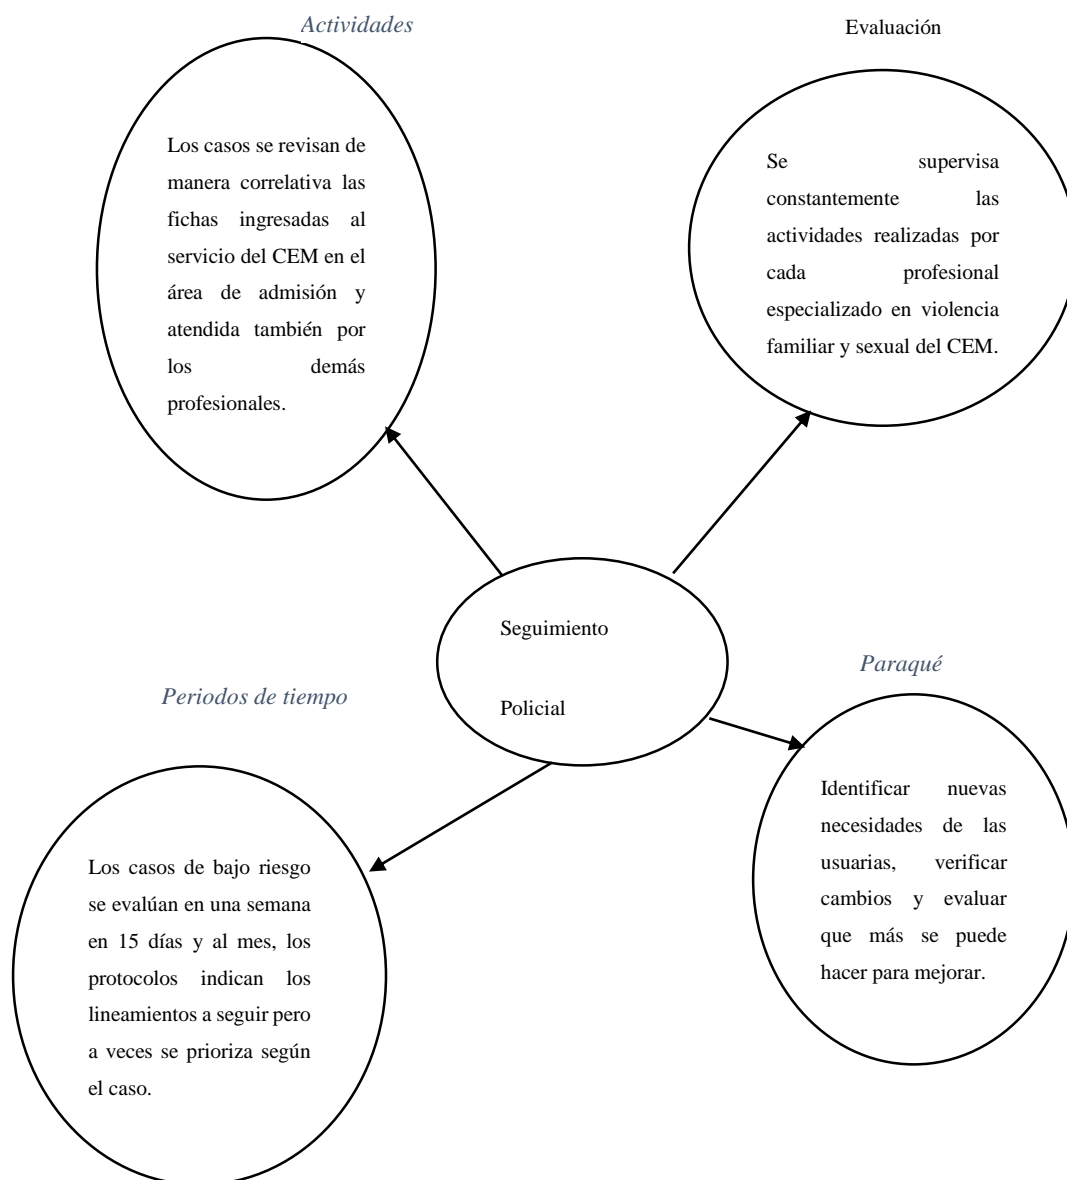 Actividades
Los casos se revisan de
manera correlativa las
fichas ingresadas al
servicio del CEM en el
área de admisión y
atendida también por
los demás
profesionales.
Evaluación
Se supervisa
constantemente las
actividades realizadas por
cada profesional
especializado en violencia
familiar y sexual del CEM.
Seguimiento
Policial
Periodos de tiempo
Los casos de bajo riesgo
se evalúan en una semana
en 15 días y al mes, los
protocolos indican los
lineamientos a seguir pero
a veces se prioriza según
el caso.
Paraqué
Identificar nuevas
necesidades de las
usuarias, verificar
cambios y evaluar
que más se puede
hacer para mejorar.